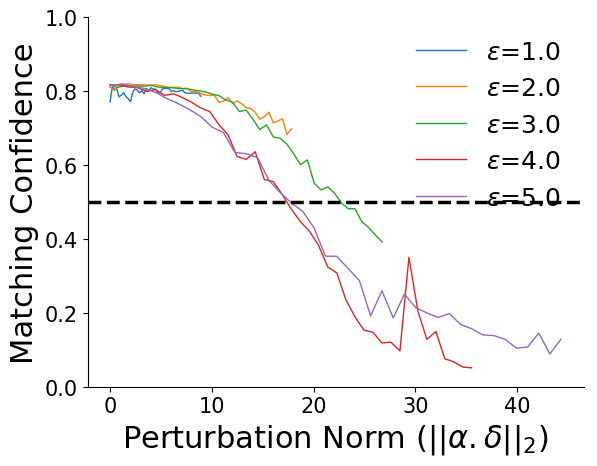 1.0
0.8
0.6
0.4
0.2
0.0
Matching Confidence
ε=1.0
ε=2.0
ε=3.0
ε=4.0
ε=5.0
0 10 20 30 40
Perturbation Norm (||α.δ||₂)